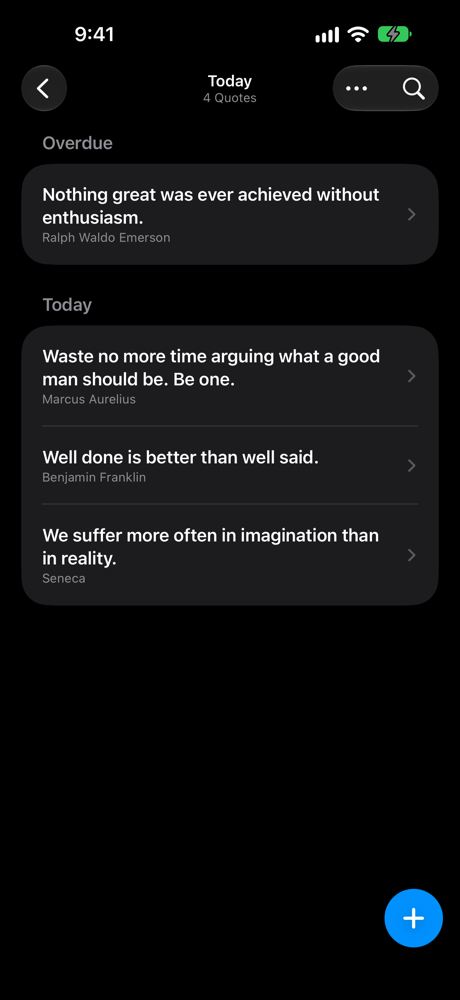 9:41
Today
4 Quotes
Overdue
Nothing great was ever achieved without
enthusiasm.
Ralph Waldo Emerson
Today
Waste no more time arguing what a good
man should be. Be one.
Marcus Aurelius
Well done is better than well said.
Benjamin Franklin
We suffer more often in imagination than
in reality.
Seneca